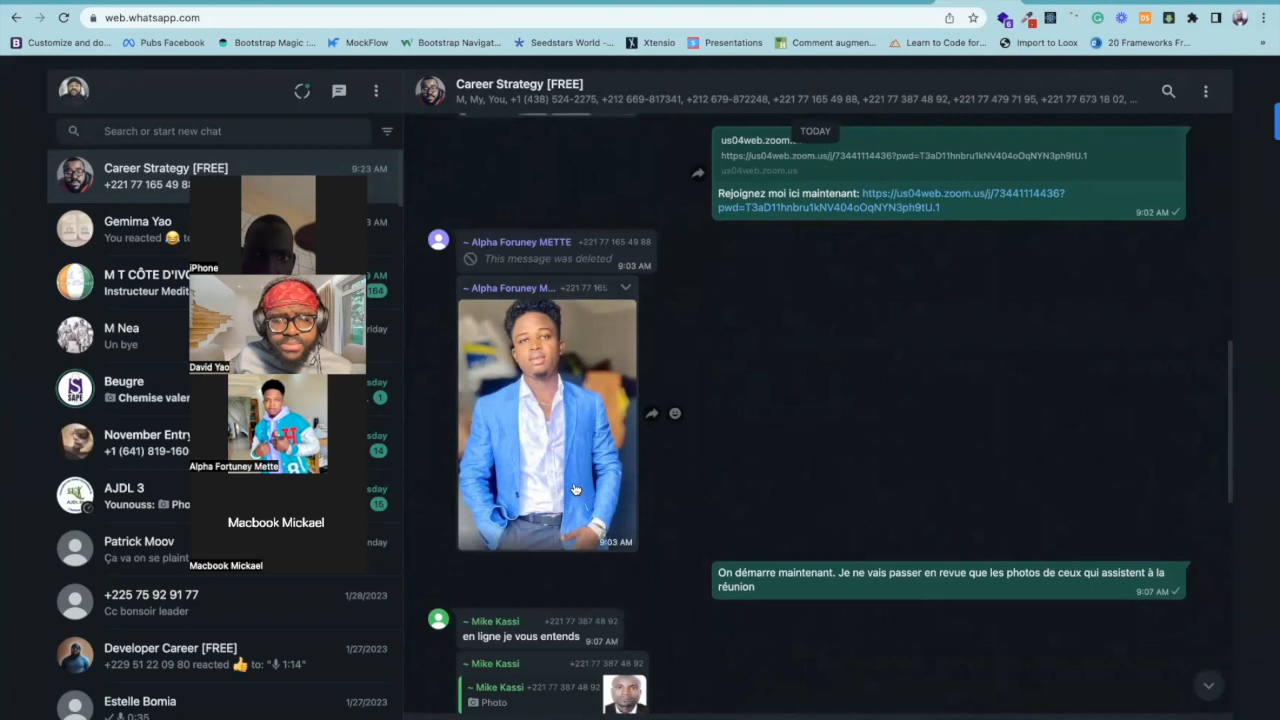 web.whatsapp.com
Customize and do...
Pubs Facebook
Bootstrap Magic :...
MockFlow
Bootstrap Navigat...
Seedstars World -...
Xtensio
Presentations
Comment augmen...
Learn to Code for...
Import to Loox
20 Frameworks Fr...
»
Career Strategy [FREE]
M, My, You, +1 (438) 524-2275, +212 669-817341, +212 679-872248, +221 77 165 49 88, +221 77 387 48 92, +221 77 479 71 95, +221 77 673 18 02, ...
Search or start new chat
Career Strategy [FREE]
9:23 AM
+221 77 165 49 8
Gemima Yao
3 AM
You reacted 😂 to
M T CÔTE D'IV
AM
Instructeur Medit
164
M Nea
riday
Un bye
Beugre
sday
Chemise valer
1
November Entry
sday
+1 (641) 819-160
14
AJDL 3
sday
Younouss: Pho
15
Patrick Moov
nday
Ça va on se plaint
+225 75 92 91 77
1/28/2023
Cc bonsoir leader
Developer Career [FREE]
1/27/2023
+229 51 22 09 80 reacted 👍 to: "1:14"
Estelle Bomia
1/27/2023
0:35
iPhone
David Yao
Alpha Fortuney Mette
Macbook Mickael
Macbook Mickael
TODAY
us04web.zoom.
https://us04web.zoom.us/j/73441114436?pwd=T3aD11hnbru1kNV404oOqNYN3ph9tU.1
us04web.zoom.us
Rejoignez moi ici maintenant: https://us04web.zoom.us/j/73441114436?
pwd=T3aD11hnbru1kNV404oOqNYN3ph9tU.1
9:02 AM
~ Alpha Foruney METTE +221 77 165 49 88
This message was deleted
9:03 AM
~ Alpha Foruney M... +221 77 165
9:03 AM
On démarre maintenant. Je ne vais passer en revue que les photos de ceux qui assistent à la
réunion
9:07 AM
~ Mike Kassi +221 77 387 48 92
en ligne je vous entends
9:07 AM
~ Mike Kassi +221 77 387 48 92
~ Mike Kassi +221 77 387 48 92
Photo